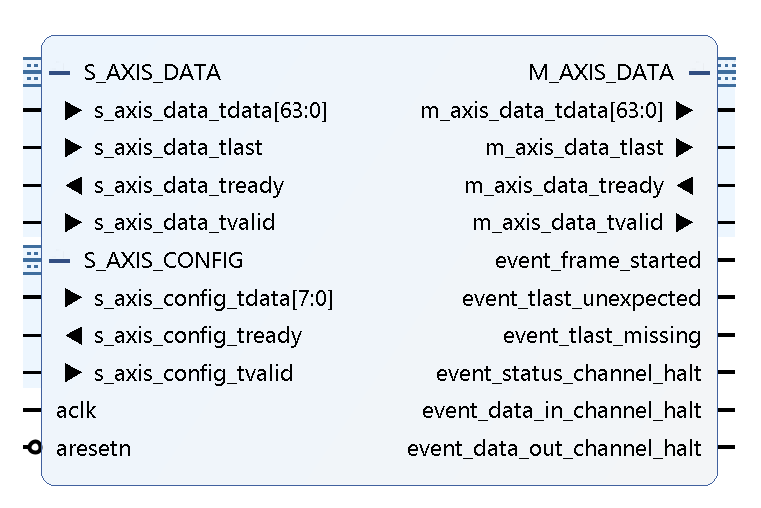 S_AXIS_DATA
s_axis_data_tdata[63:0]
s_axis_data_tlast
s_axis_data_tready
s_axis_data_tvalid
S_AXIS_CONFIG
s_axis_config_tdata[7:0]
s_axis_config_tready
s_axis_config_tvalid
aclk
aresetn
M_AXIS_DATA
m_axis_data_tdata[63:0]
m_axis_data_tlast
m_axis_data_tready
m_axis_data_tvalid
event_frame_started
event_tlast_unexpected
event_tlast_missing
event_status_channel_halt
event_data_in_channel_halt
event_data_out_channel_halt